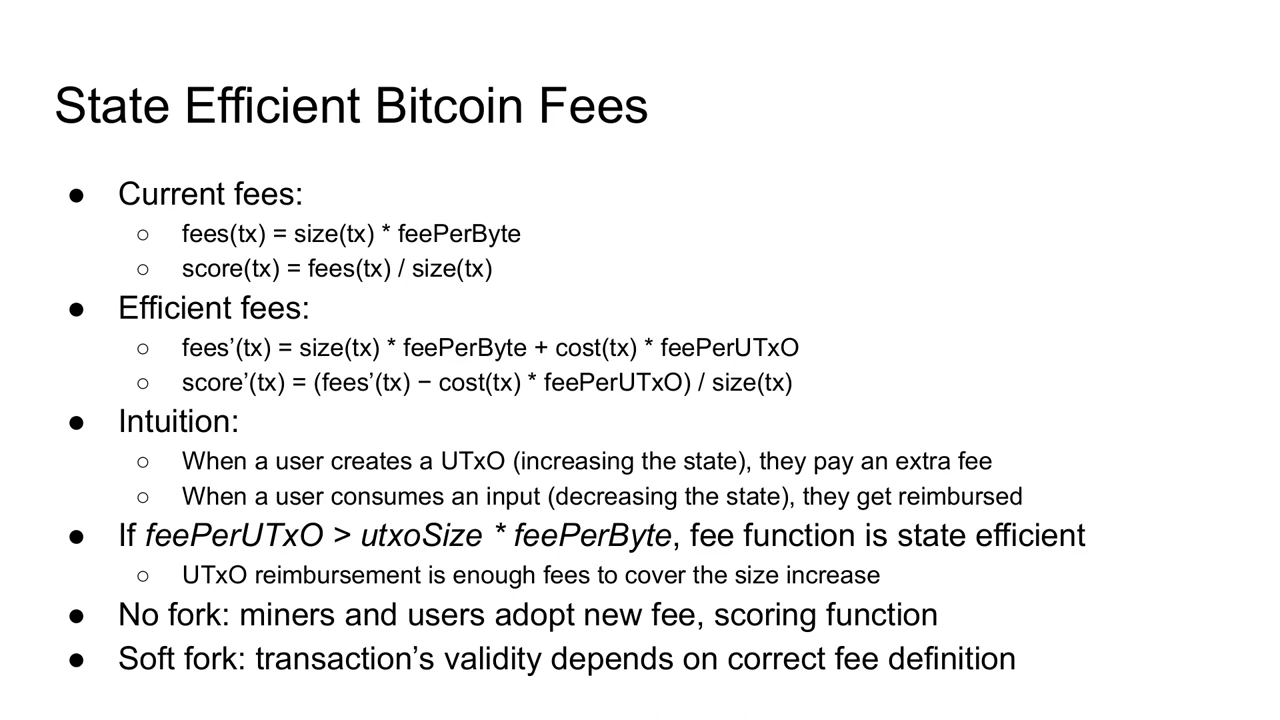 State Efficient Bitcoin Fees
● Current fees:
○ fees(tx) = size(tx) * feePerByte
○ score(tx) = fees(tx) / size(tx)
● Efficient fees:
○ fees’(tx) = size(tx) * feePerByte + cost(tx) * feePerUTxO
○ score’(tx) = (fees’(tx) − cost(tx) * feePerUTxO) / size(tx)
● Intuition:
○ When a user creates a UTxO (increasing the state), they pay an extra fee
○ When a user consumes an input (decreasing the state), they get reimbursed
● If feePerUTxO > utxoSize * feePerByte, fee function is state efficient
○ UTxO reimbursement is enough fees to cover the size increase
● No fork: miners and users adopt new fee, scoring function
● Soft fork: transaction’s validity depends on correct fee definition